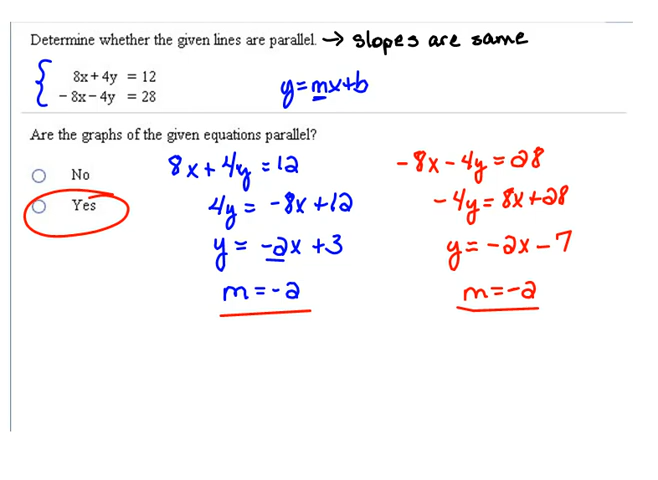 Determine whether the given lines are parallel. → slopes are same
8x + 4y = 12
y = mx + b
- 8x - 4y = 28
Are the graphs of the given equations parallel?
No
Yes
8x + 4y = 12
4y = -8x + 12
y = -2x + 3
m = -2
-8x - 4y = 28
-4y = 8x + 28
y = -2x - 7
m = -2